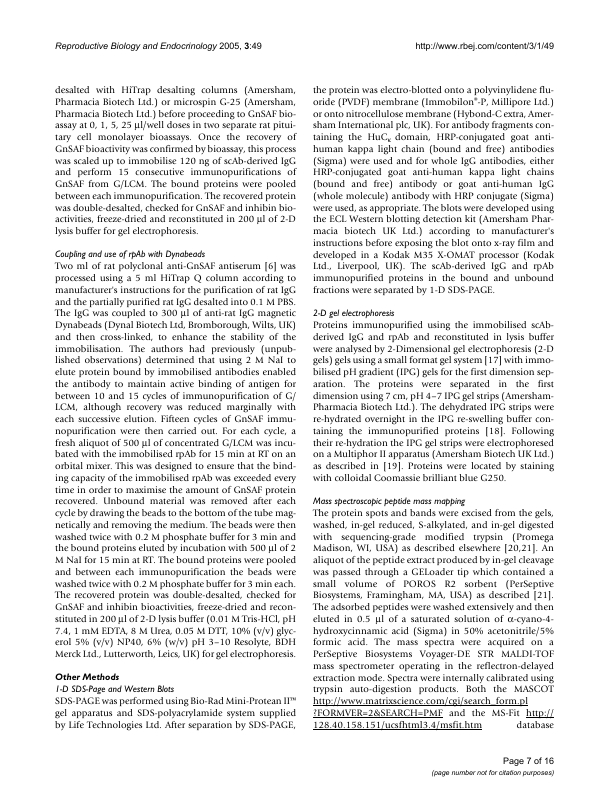 Reproductive Biology and Endocrinology 2005, 3:49
http://www.rbej.com/content/3/1/49
desalted with HiTrap desalting columns (Amersham,
Pharmacia Biotech Ltd.) or microspin G-25 (Amersham,
Pharmacia Biotech Ltd.) before proceeding to GnSAF bio-
assay at 0, 1, 5, 25 μl/well doses in two separate rat pitui-
tary cell monolayer bioassays. Once the recovery of
GnSAF bioactivity was confirmed by bioassay, this process
was scaled up to immobilise 120 ng of scAb-derived IgG
and perform 15 consecutive immunopurifications of
GnSAF from G/LCM. The bound proteins were pooled
between each immunopurification. The recovered protein
was double-desalted, checked for GnSAF and inhibin bio-
activities, freeze-dried and reconstituted in 200 μl of 2-D
lysis buffer for gel electrophoresis.
Coupling and use of rpAb with Dynabeads
Two ml of rat polyclonal anti-GnSAF antiserum [6] was
processed using a 5 ml HiTrap Q column according to
manufacturer's instructions for the purification of rat IgG
and the partially purified rat IgG desalted into 0.1 M PBS.
The IgG was coupled to 300 μl of anti-rat IgG magnetic
Dynabeads (Dynal Biotech Ltd, Bromborough, Wilts, UK)
and then cross-linked, to enhance the stability of the
immobilisation. The authors had previously (unpub-
lished observations) determined that using 2 M NaI to
elute protein bound by immobilised antibodies enabled
the antibody to maintain active binding of antigen for
between 10 and 15 cycles of immunopurification of G/
LCM, although recovery was reduced marginally with
each successive elution. Fifteen cycles of GnSAF immu-
nopurification were then carried out. For each cycle, a
fresh aliquot of 500 μl of concentrated G/LCM was incu-
bated with the immobilised rpAb for 15 min at RT on an
orbital mixer. This was designed to ensure that the bind-
ing capacity of the immobilised rpAb was exceeded every
time in order to maximise the amount of GnSAF protein
recovered. Unbound material was removed after each
cycle by drawing the beads to the bottom of the tube mag-
netically and removing the medium. The beads were then
washed twice with 0.2 M phosphate buffer for 3 min and
the bound proteins eluted by incubation with 500 μl of 2
M NaI for 15 min at RT. The bound proteins were pooled
and between each immunopurification the beads were
washed twice with 0.2 M phosphate buffer for 3 min each.
The recovered protein was double-desalted, checked for
GnSAF and inhibin bioactivities, freeze-dried and recon-
stituted in 200 μl of 2-D lysis buffer (0.01 M Tris-HCl, pH
7.4, 1 mM EDTA, 8 M Urea, 0.05 M DTT, 10% (v/v) glyc-
erol 5% (v/v) NP40, 6% (w/v) pH 3–10 Resolyte, BDH
Merck Ltd., Lutterworth, Leics, UK) for gel electrophoresis.
Other Methods
1-D SDS-Page and Western Blots
SDS-PAGE was performed using Bio-Rad Mini-Protean II™
gel apparatus and SDS-polyacrylamide system supplied
by Life Technologies Ltd. After separation by SDS-PAGE,
the protein was electro-blotted onto a polyvinylidene flu-
oride (PVDF) membrane (Immobilon®-P, Millipore Ltd.)
or onto nitrocellulose membrane (Hybond-C extra, Amer-
sham International plc, UK). For antibody fragments con-
taining the HuCκ domain, HRP-conjugated goat anti-
human kappa light chain (bound and free) antibodies
(Sigma) were used and for whole IgG antibodies, either
HRP-conjugated goat anti-human kappa light chains
(bound and free) antibody or goat anti-human IgG
(whole molecule) antibody with HRP conjugate (Sigma)
were used, as appropriate. The blots were developed using
the ECL Western blotting detection kit (Amersham Phar-
macia biotech UK Ltd.) according to manufacturer's
instructions before exposing the blot onto x-ray film and
developed in a Kodak M35 X-OMAT processor (Kodak
Ltd., Liverpool, UK). The scAb-derived IgG and rpAb
immunopurified proteins in the bound and unbound
fractions were separated by 1-D SDS-PAGE.
2-D gel electrophoresis
Proteins immunopurified using the immobilised scAb-
derived IgG and rpAb and reconstituted in lysis buffer
were analysed by 2-Dimensional gel electrophoresis (2-D
gels) gels using a small format gel system [17] with immo-
bilised pH gradient (IPG) gels for the first dimension sep-
aration. The proteins were separated in the first
dimension using 7 cm, pH 4–7 IPG gel strips (Amersham-
Pharmacia Biotech Ltd.). The dehydrated IPG strips were
re-hydrated overnight in the IPG re-swelling buffer con-
taining the immunopurified proteins [18]. Following
their re-hydration the IPG gel strips were electrophoresed
on a Multiphor II apparatus (Amersham Biotech UK Ltd.)
as described in [19]. Proteins were located by staining
with colloidal Coomassie brilliant blue G250.
Mass spectroscopic peptide mass mapping
The protein spots and bands were excised from the gels,
washed, in-gel reduced, S-alkylated, and in-gel digested
with sequencing-grade modified trypsin (Promega
Madison, WI, USA) as described elsewhere [20,21]. An
aliquot of the peptide extract produced by in-gel cleavage
was passed through a GELoader tip which contained a
small volume of POROS R2 sorbent (PerSeptive
Biosystems, Framingham, MA, USA) as described [21].
The adsorbed peptides were washed extensively and then
eluted in 0.5 μl of a saturated solution of α-cyano-4-
hydroxycinnamic acid (Sigma) in 50% acetonitrile/5%
formic acid. The mass spectra were acquired on a
PerSeptive Biosystems Voyager-DE STR MALDI-TOF
mass spectrometer operating in the reflectron-delayed
extraction mode. Spectra were internally calibrated using
trypsin auto-digestion products. Both the MASCOT
http://www.matrixscience.com/cgi/search_form.pl
?FORMVER=2&SEARCH=PMF and the MS-Fit http://
128.40.158.151/ucsfhtml3.4/msfit.htm database
Page 7 of 16
(page number not for citation purposes)